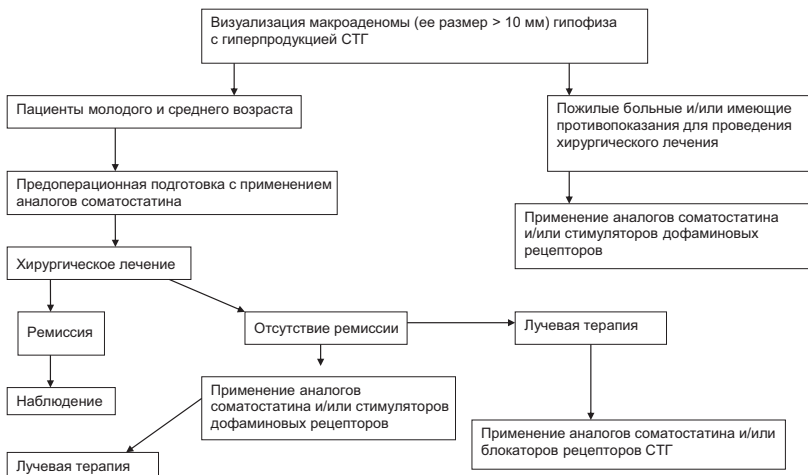 Визуализация макроаденомы (ее размер > 10 мм) гипофиза
с гиперпродукцией СТГ
Пациенты молодого и среднего возраста
Пожилые больные и/или имеющие
противопоказания для проведения
хирургического лечения
Предоперационная подготовка с применением
аналогов соматостатина
Применение аналогов соматостатина
и/или стимуляторов дофаминовых
рецепторов
Хирургическое лечение
Ремиссия
Отсутствие ремиссии
Лучевая терапия
Наблюдение
Применение аналогов
соматостатина и/или стимуляторов
дофаминовых рецепторов
Применение аналогов соматостатина и/или
блокаторов рецепторов СТГ
Лучевая терапия